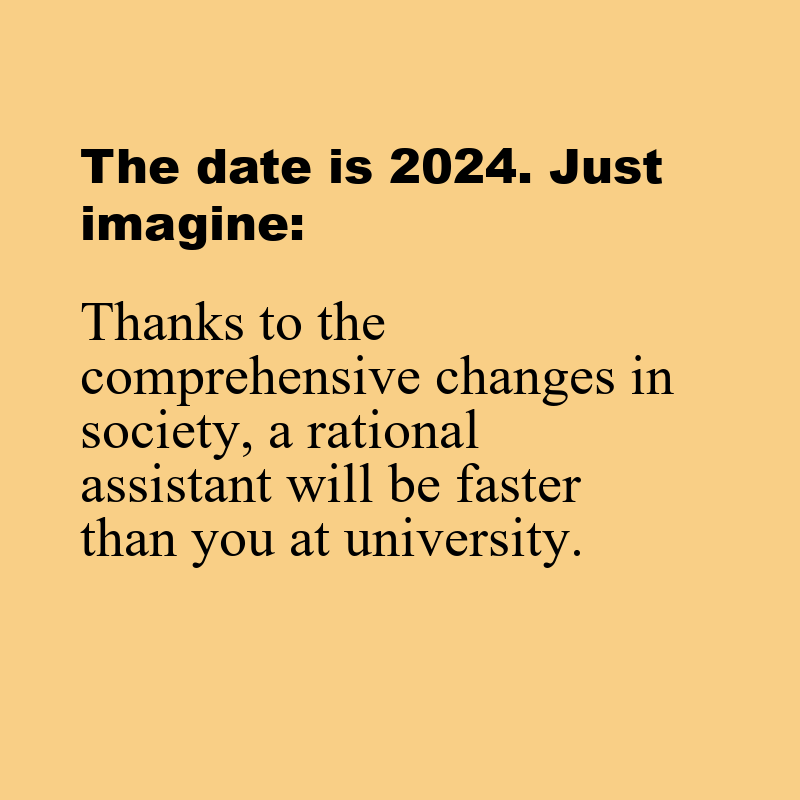 The date is 2024. Just
imagine:
Thanks to the
comprehensive changes in
society, a rational
assistant will be faster
than you at university.